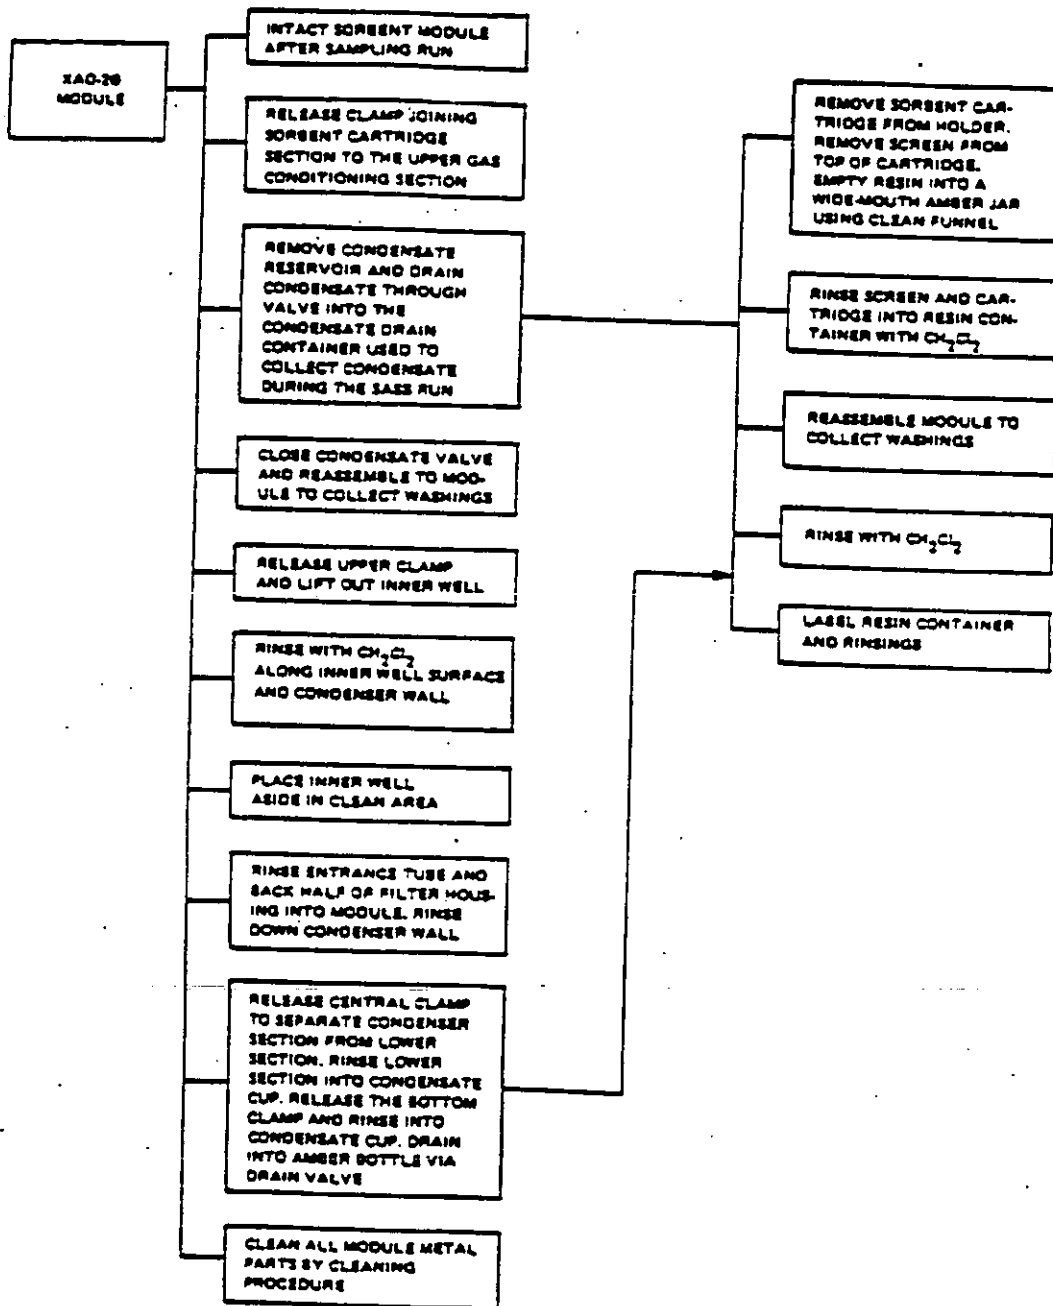 XAD-2®
MODULE
INTACT SORBENT MODULE
AFTER SAMPLING RUN
RELEASE CLAMP JOINING
SORBENT CARTRIDGE
SECTION TO THE UPPER GAS
CONDITIONING SECTION
REMOVE CONDENSATE
RESERVOIR AND DRAIN
CONDENSATE THROUGH
VALVE INTO THE
CONDENSATE DRAIN
CONTAINER USED TO
COLLECT CONDENSATE
DURING THE SASS RUN
CLOSE CONDENSATE VALVE
AND REASSEMBLE TO MOD-
ULE TO COLLECT WASHINGS
RELEASE UPPER CLAMP
AND LIFT OUT INNER WELL
RINSE WITH CH₂Cl₂
ALONG INNER WELL SURFACE
AND CONDENSER WALL
PLACE INNER WELL
ASIDE IN CLEAN AREA
RINSE ENTRANCE TUBE AND
BACK HALF OF FILTER HOUS-
ING INTO MODULE. RINSE
DOWN CONDENSER WALL
RELEASE CENTRAL CLAMP
TO SEPARATE CONDENSER
SECTION FROM LOWER
SECTION. RINSE LOWER
SECTION INTO CONDENSATE
CUP. RELEASE THE BOTTOM
CLAMP AND RINSE INTO
CONDENSATE CUP. DRAIN
INTO AMBER BOTTLE VIA
DRAIN VALVE
CLEAN ALL MODULE METAL
PARTS BY CLEANING
PROCEDURE
REMOVE SORBENT CAR-
TRIDGE FROM HOLDER.
REMOVE SCREEN FROM
TOP OF CARTRIDGE.
EMPTY RESIN INTO A
WIDE-MOUTH AMBER JAR
USING CLEAN FUNNEL
RINSE SCREEN AND CAR-
TRIDGE INTO RESIN CON-
TAINER WITH CH₂Cl₂
REASSEMBLE MODULE TO
COLLECT WASHINGS
RINSE WITH CH₂Cl₂
LABEL RESIN CONTAINER
AND RINSINGS